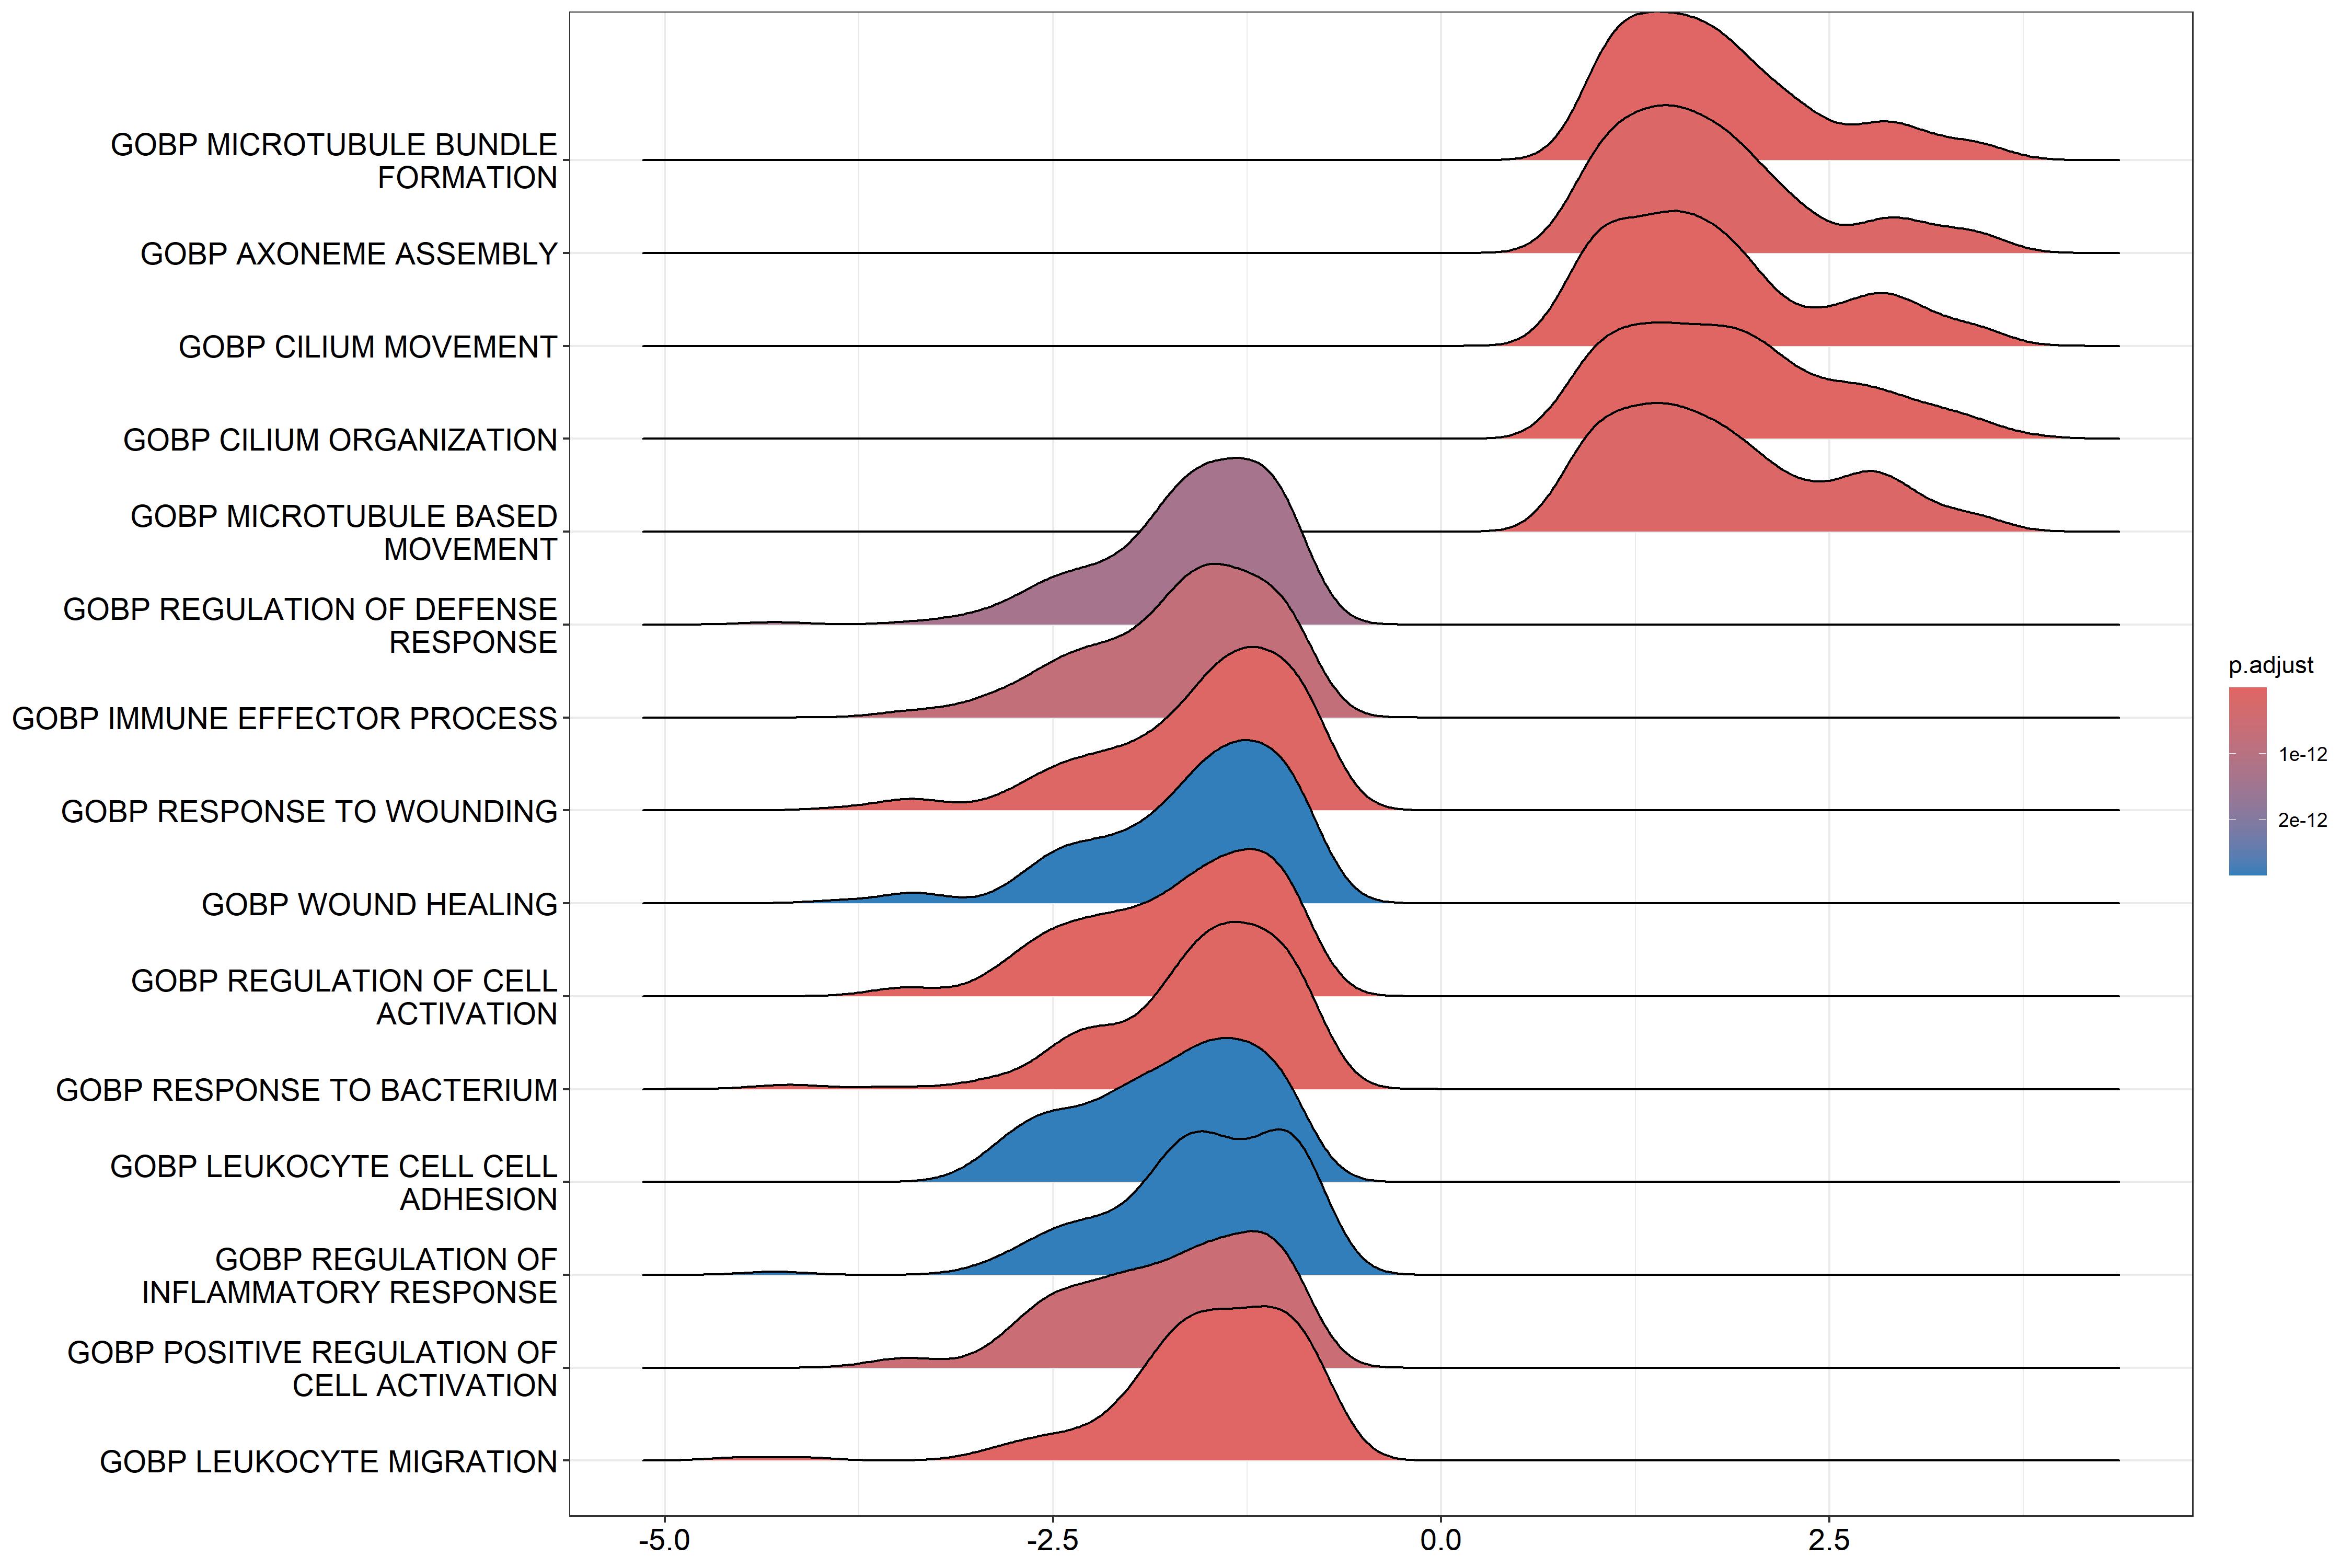 GOBP MICROTUBULE BUNDLE
FORMATION
GOBP AXONEME ASSEMBLY
GOBP CILIUM MOVEMENT
GOBP CILIUM ORGANIZATION
GOBP MICROTUBULE BASED
MOVEMENT
GOBP REGULATION OF DEFENSE
RESPONSE
GOBP IMMUNE EFFECTOR PROCESS
GOBP RESPONSE TO WOUNDING
GOBP WOUND HEALING
GOBP REGULATION OF CELL
ACTIVATION
GOBP RESPONSE TO BACTERIUM
GOBP LEUKOCYTE CELL CELL
ADHESION
GOBP REGULATION OF
INFLAMMATORY RESPONSE
GOBP POSITIVE REGULATION OF
CELL ACTIVATION
GOBP LEUKOCYTE MIGRATION
-5.0 -2.5 0.0 2.5
p.adjust
1e-12
2e-12